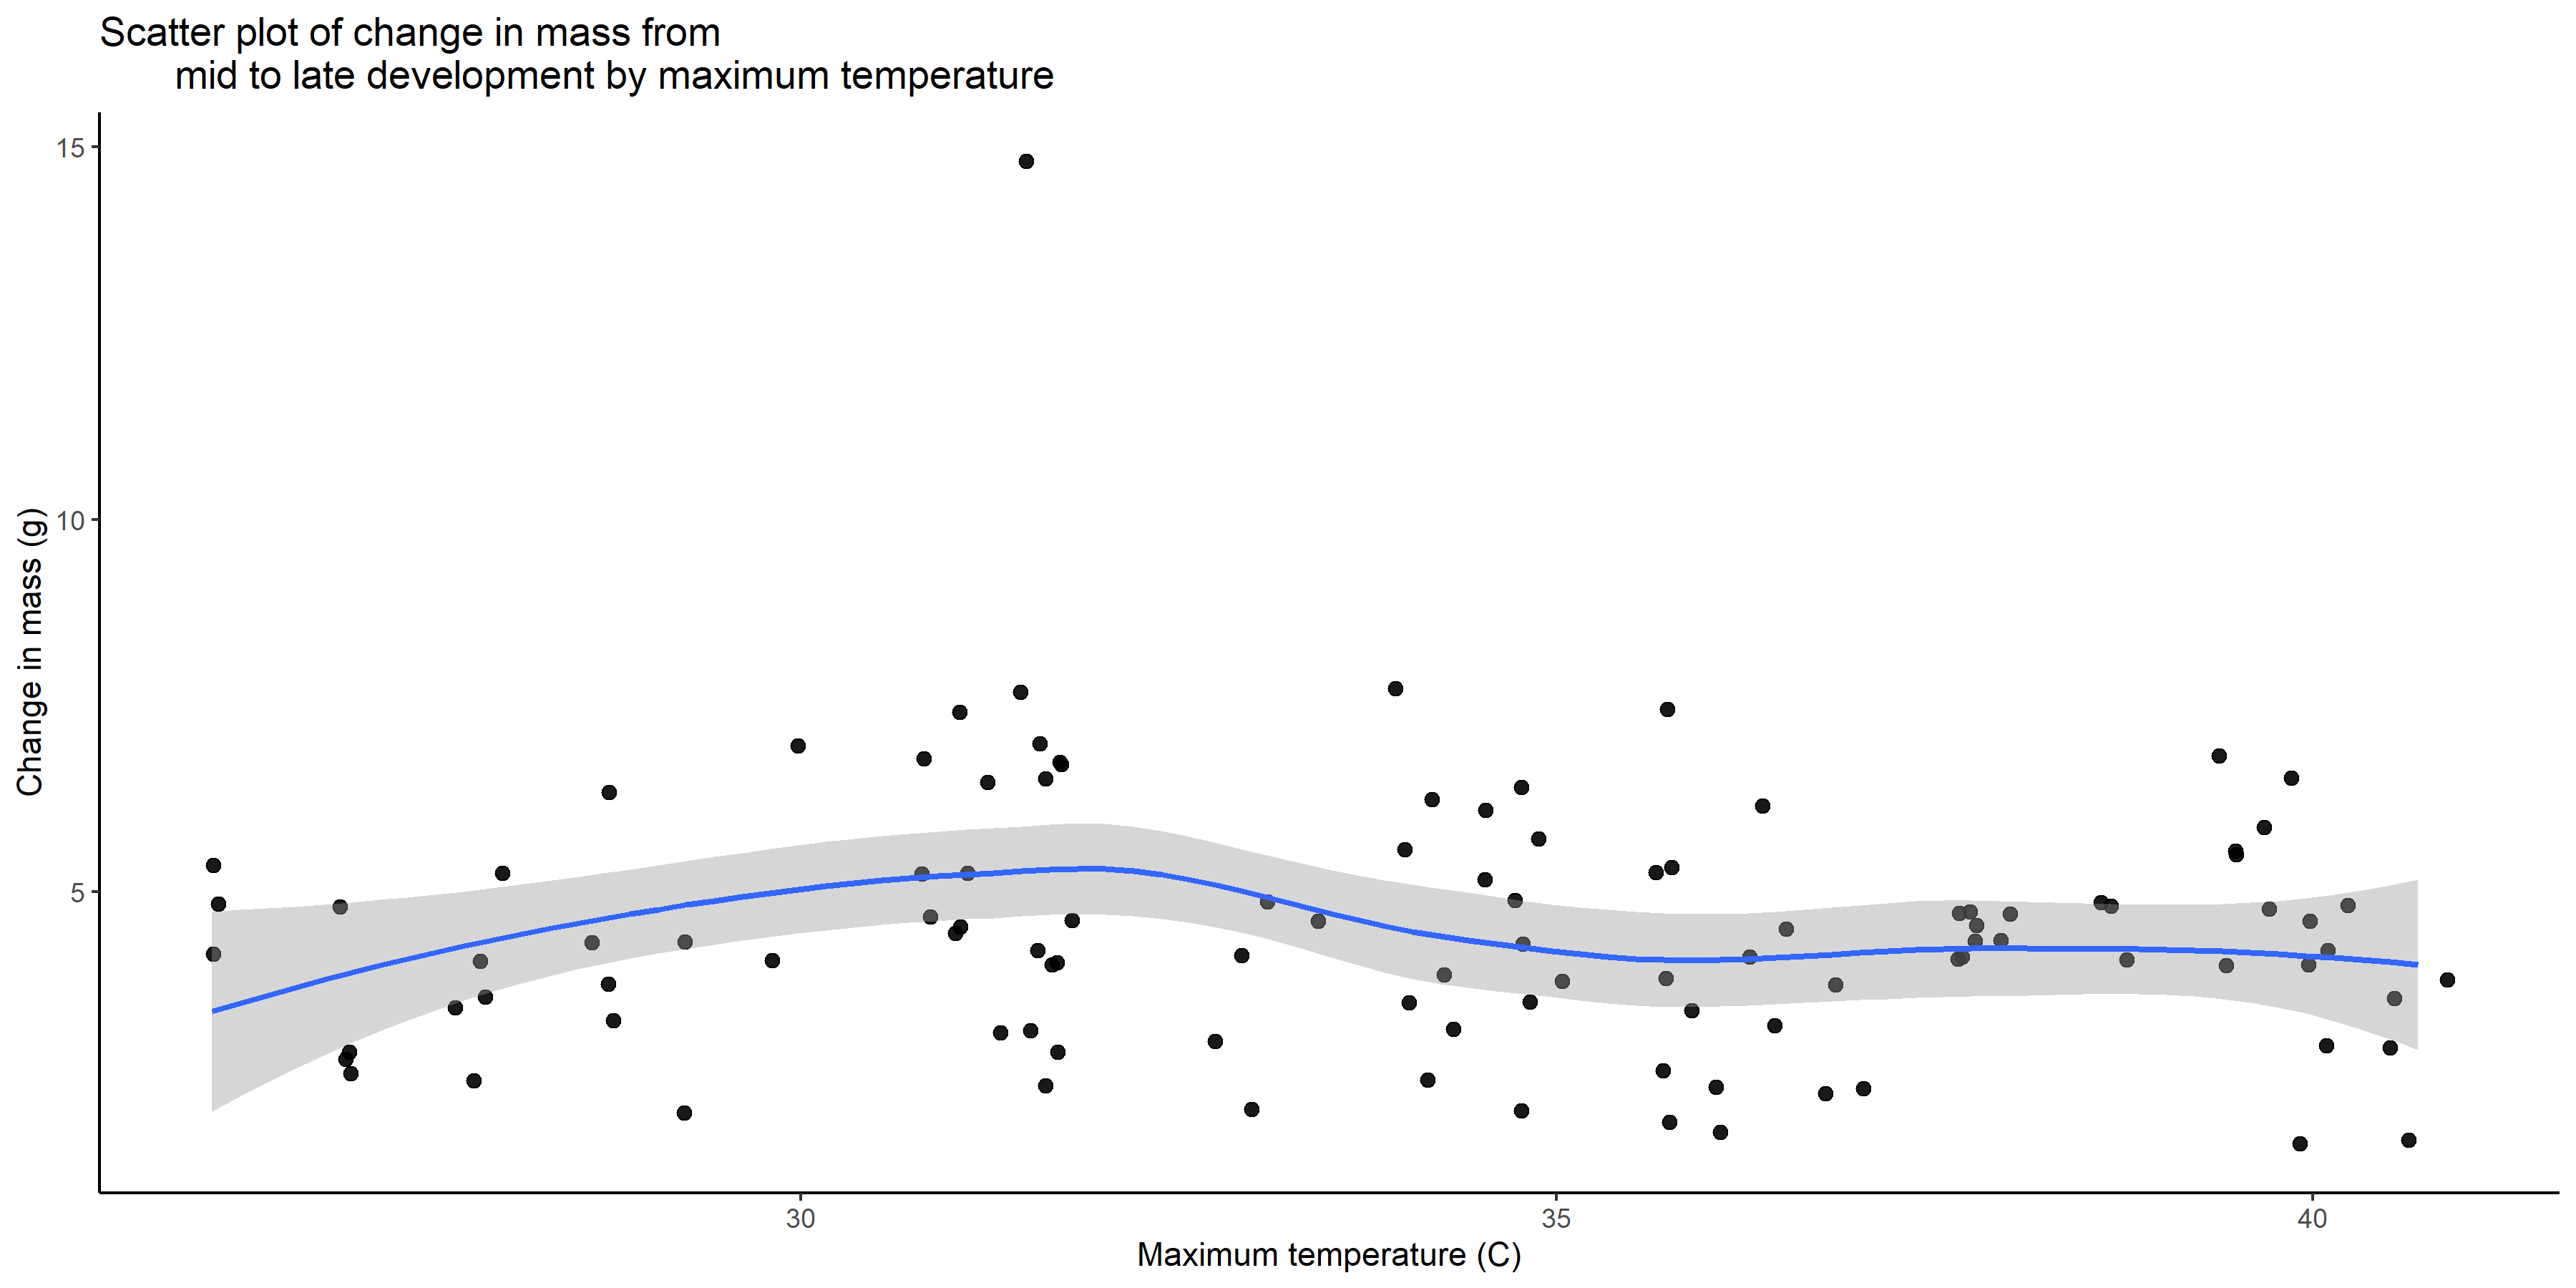 Scatter plot of change in mass from
mid to late development by maximum temperature
15
10
5
Change in mass (g)
30
35
40
Maximum temperature (C)